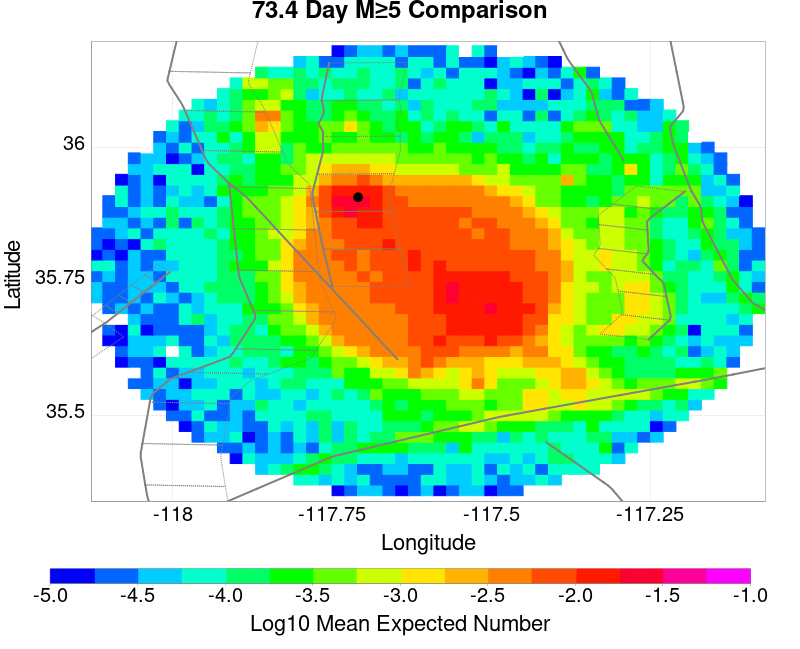 73.4 Day M≥5 Comparison
36
35.75
35.5
Latitude
-118 -117.75 -117.5 -117.25
Longitude
-5.0 -4.5 -4.0 -3.5 -3.0 -2.5 -2.0 -1.5 -1.0
Log10 Mean Expected Number